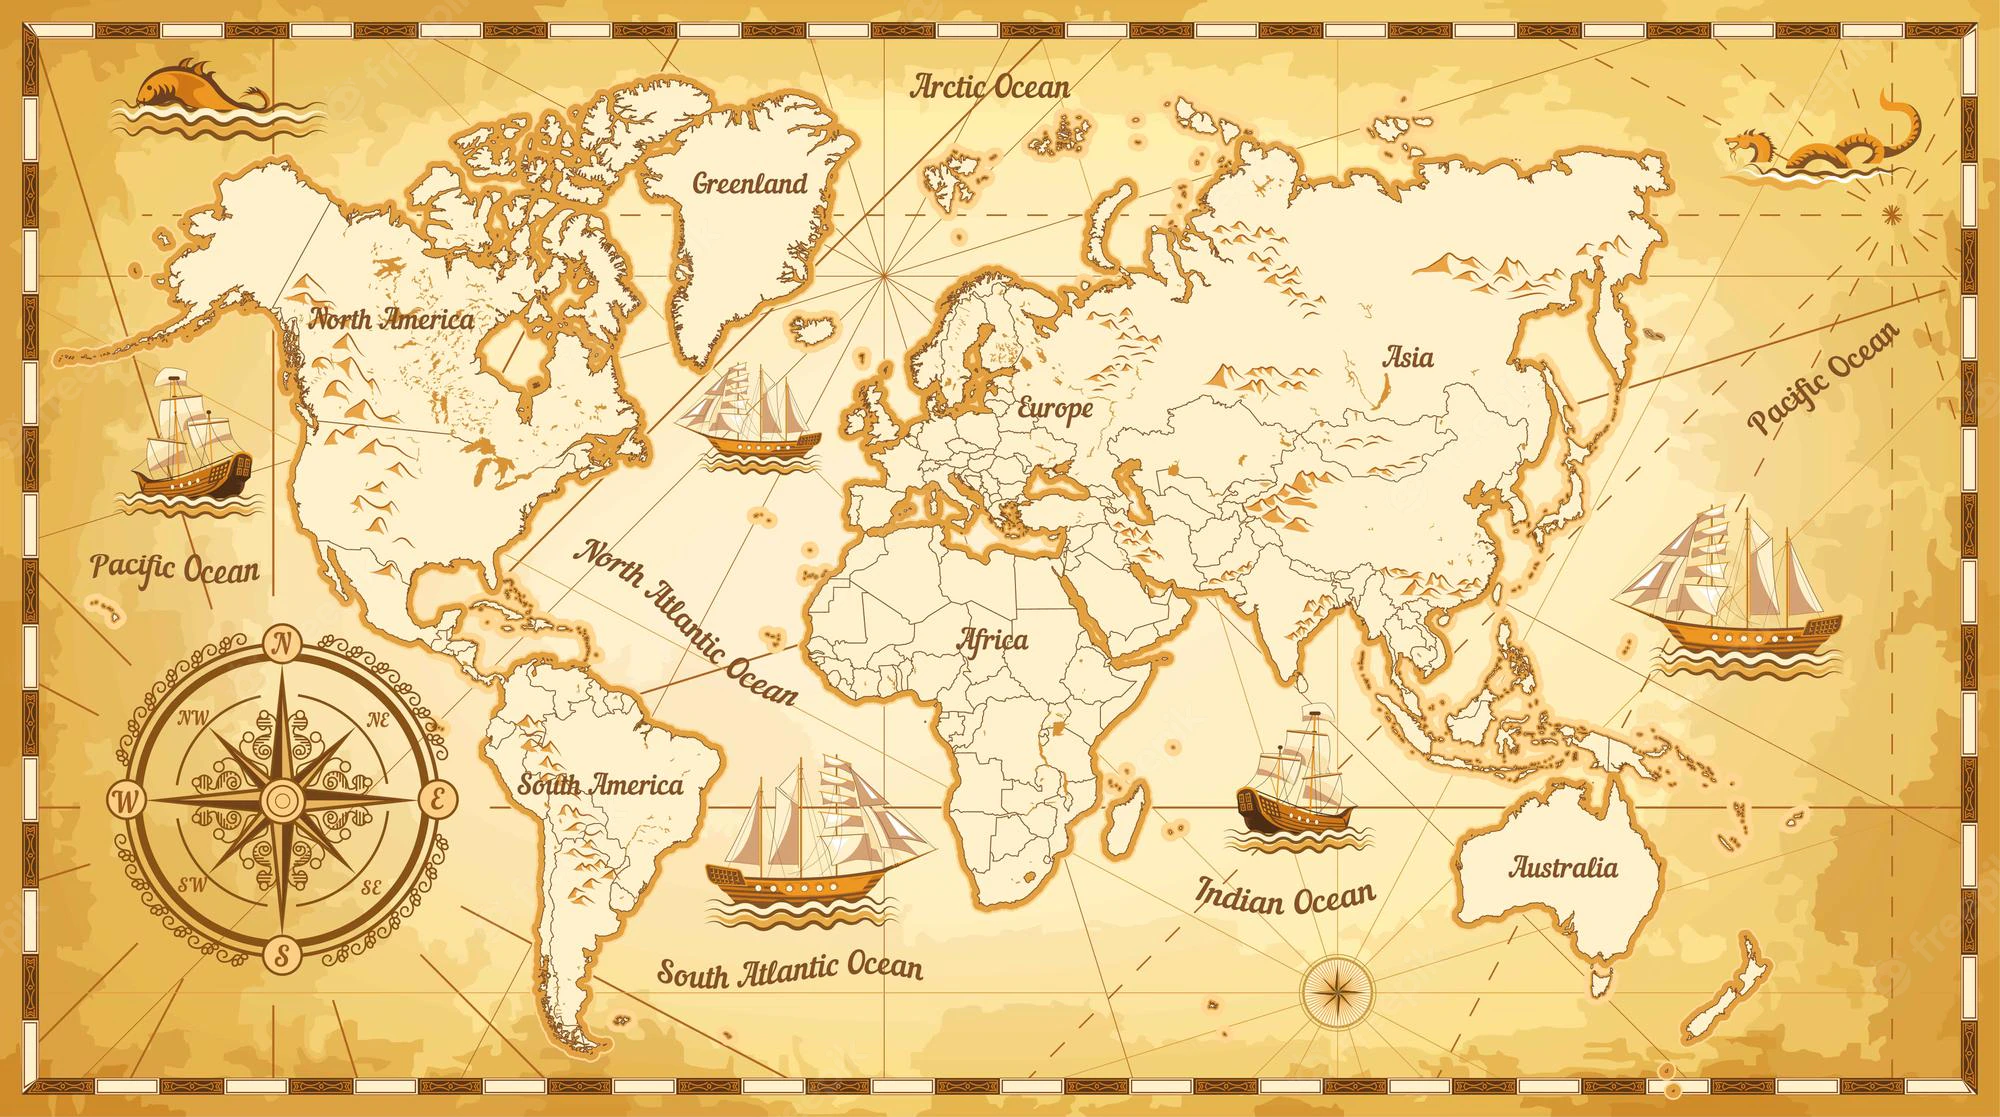 Arctic Ocean
Greenland
North America
Asia
Pacific Ocean
Europe
Pacific Ocean
North Atlantic Ocean
Africa
N
NW
NE
W
E
SW
SE
S
South America
Australia
Indian Ocean
South Atlantic Ocean